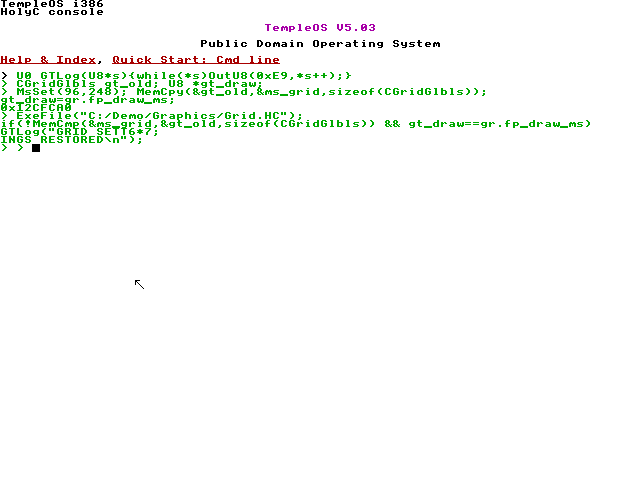 TempleOS i386
HolyC console
TempleOS V5.03
Public Domain Operating System
Help & Index, Quick Start: Cmd line
> U0 GTLog(U8*s){while(*s)OutU8(0xE9,*s++);}
> CGridGlbls gt_old; U8 *gt_draw;
> MsSet(96,248); MemCpy(&gt_old,&ms_grid,sizeof(CGridGlbls));
gt_draw=gr.fp_draw_ms;
0xI2CFCA0
> ExeFile("C:/Demo/Graphics/Grid.HC");
if(!MemCmp(&ms_grid,&gt_old,sizeof(CGridGlbls)) && gt_draw==gr.fp_draw_ms)
GTLog("GRID SETT6*7;
INGS RESTORED\n");
> >